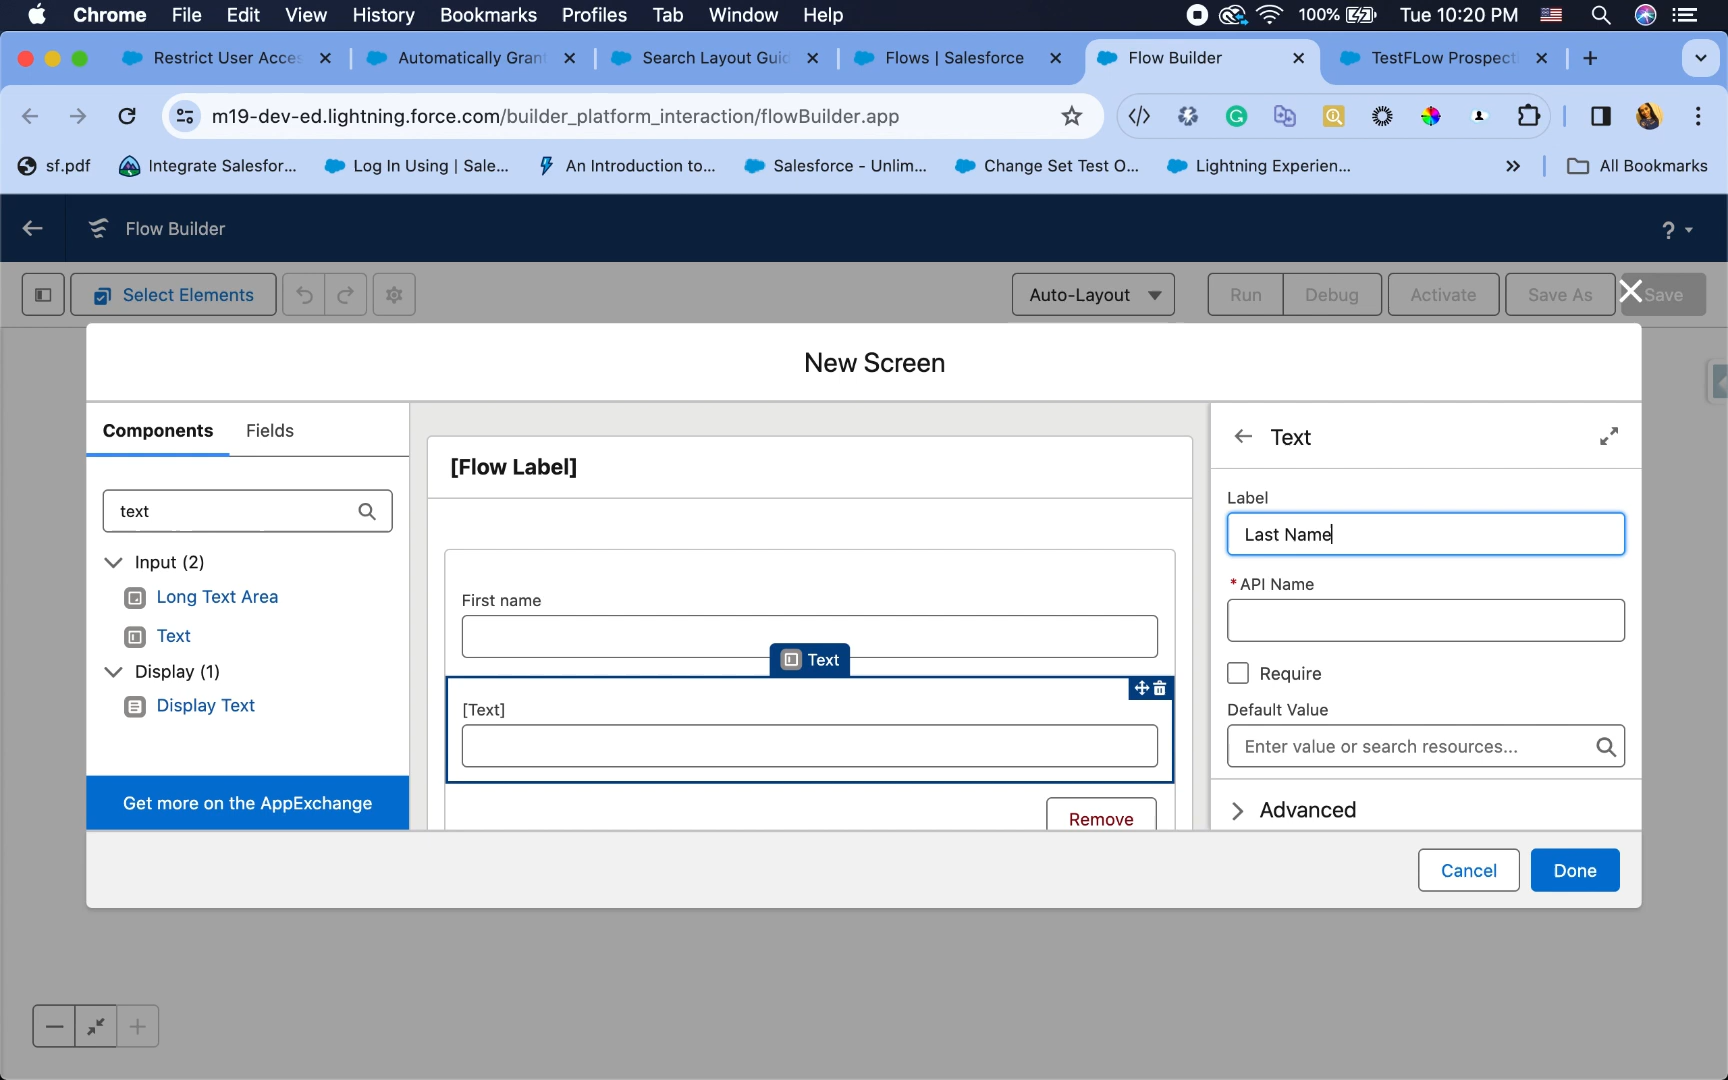 Chrome File Edit View History Bookmarks Profiles Tab Window Help 100% Tue 10:20 PM
Restrict User Acces Automatically Grant Search Layout Guid Flows | Salesforce Flow Builder TestFLow Prospect
m19-dev-ed.lightning.force.com/builder_platform_interaction/flowBuilder.app
sf.pdf Integrate Salesfor... Log In Using | Sale... An Introduction to... Salesforce - Unlim... Change Set Test O... Lightning Experien... » All Bookmarks
Flow Builder ?
Select Elements Auto-Layout Run Debug Activate Save As Save
New Screen
Components Fields
text
Input (2)
Long Text Area
Text
Display (1)
Display Text
Get more on the AppExchange
[Flow Label]
First name
Text
[Text]
Remove
Text
Label
Last Name
* API Name
Require
Default Value
Enter value or search resources...
Advanced
Cancel Done